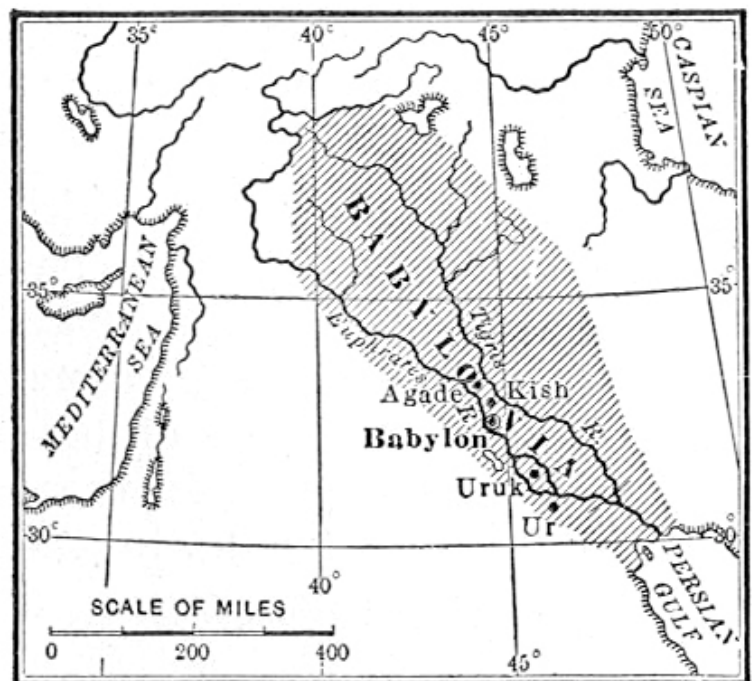 35°
40°
45°
50°
CASPIAN
SEA
BABYLONIA
MEDITERRANEAN
SEA
35°
35°
Tigris R.
Euphrates R.
Agade
Kish
Babylon
Uruk
Ur
30°
30°
PERSIAN
GULF
40°
45°
SCALE OF MILES
0 200 400